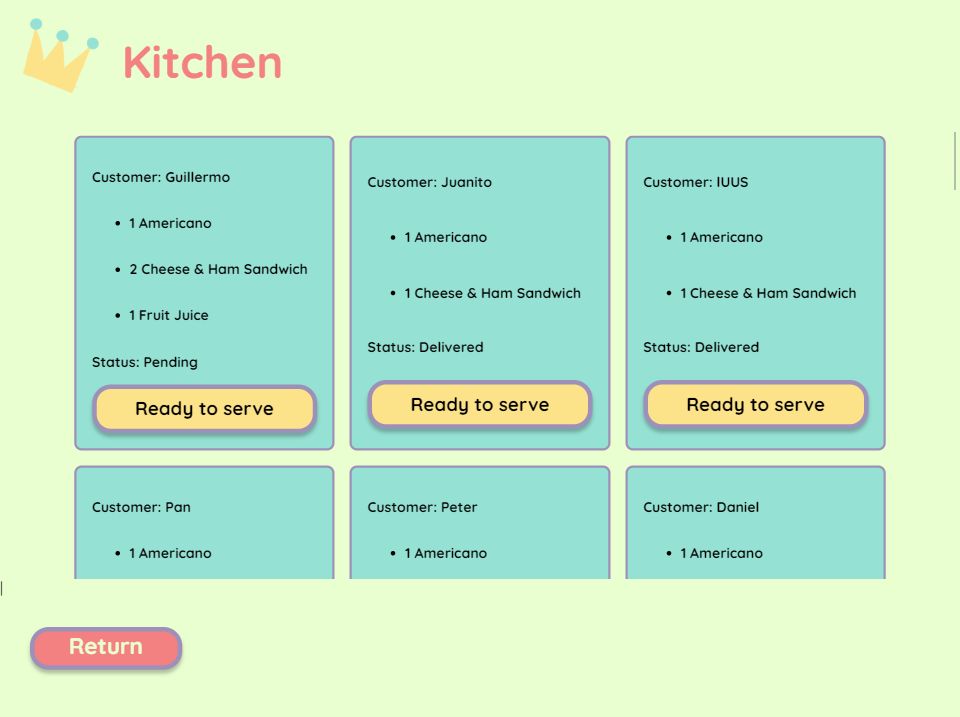 Kitchen
Customer: Guillermo
• 1 Americano
• 2 Cheese & Ham Sandwich
• 1 Fruit Juice
Status: Pending
Ready to serve
Customer: Juanito
• 1 Americano
• 1 Cheese & Ham Sandwich
Status: Delivered
Ready to serve
Customer: IUUS
• 1 Americano
• 1 Cheese & Ham Sandwich
Status: Delivered
Ready to serve
Customer: Pan
• 1 Americano
Customer: Peter
• 1 Americano
Customer: Daniel
• 1 Americano
Return